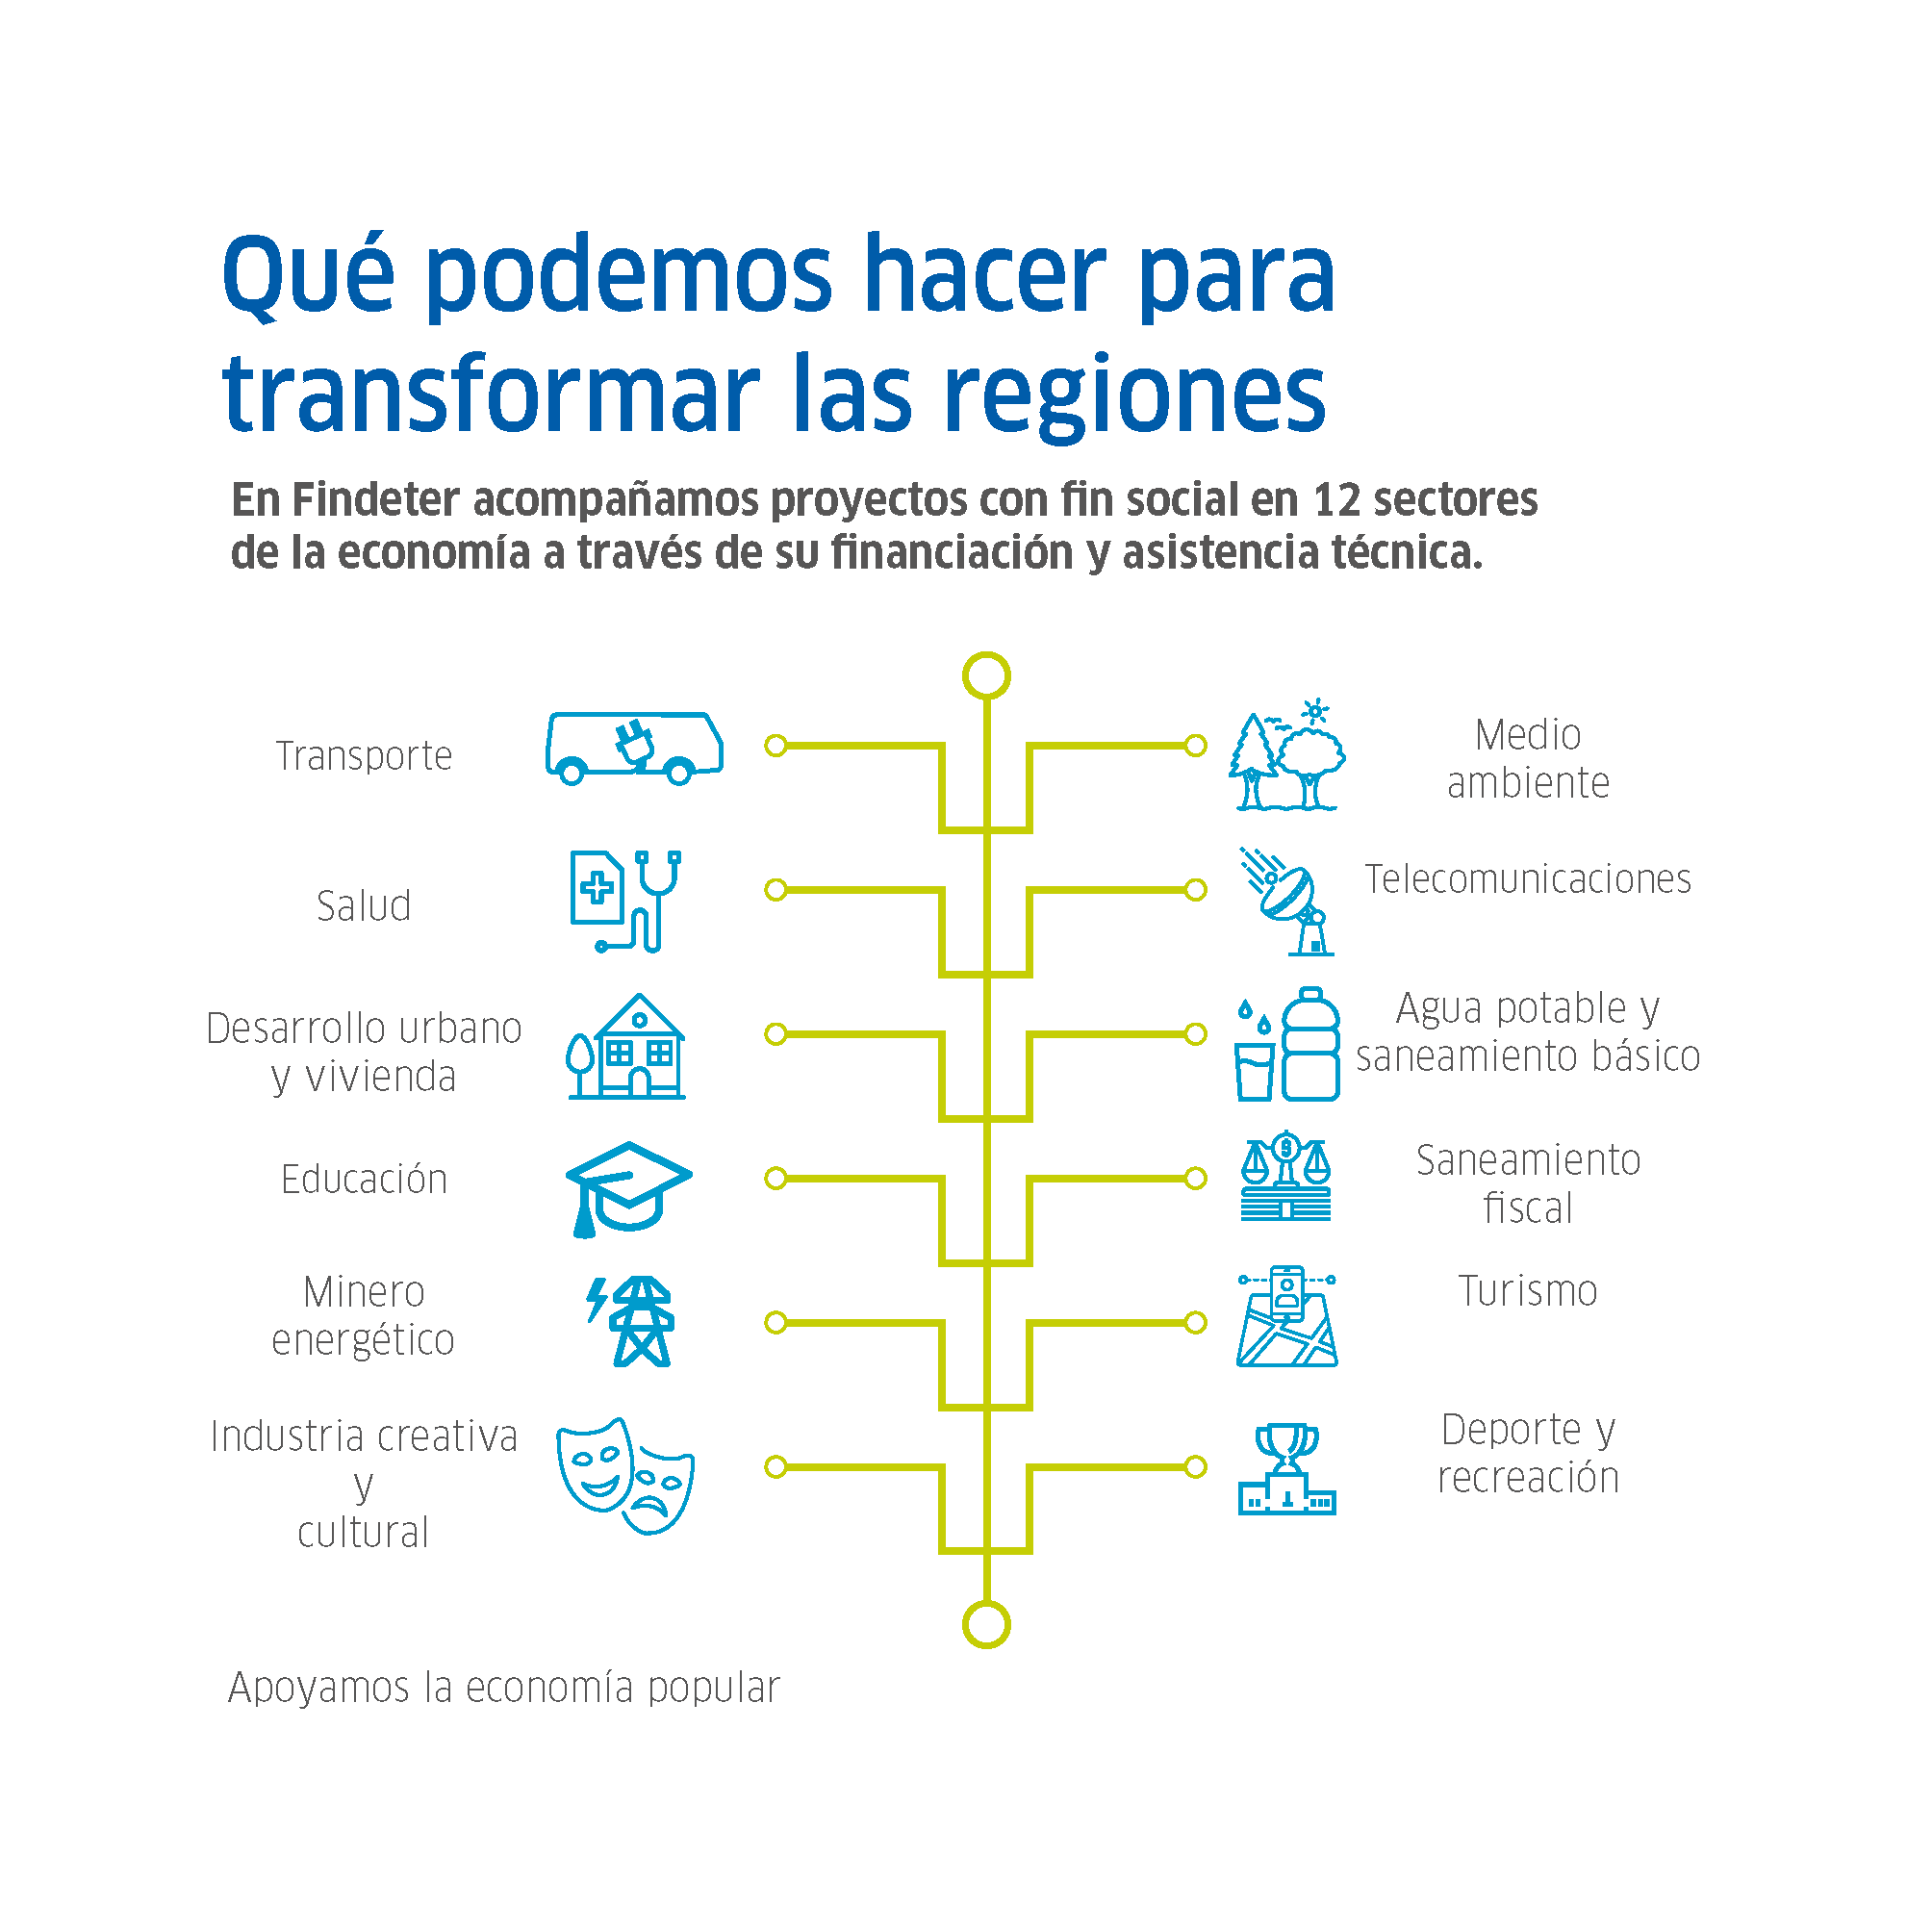 Qué podemos hacer para
transformar las regiones
En Findeter acompañamos proyectos con fin social en 12 sectores
de la economía a través de su financiación y asistencia técnica.
Transporte
Salud
Desarrollo urbano
y vivienda
Educación
Minero
energético
Industria creativa
y
cultural
Medio
ambiente
Telecomunicaciones
Agua potable y
saneamiento básico
$
Saneamiento
fiscal
Turismo
Deporte y
recreación
Apoyamos la economía popular